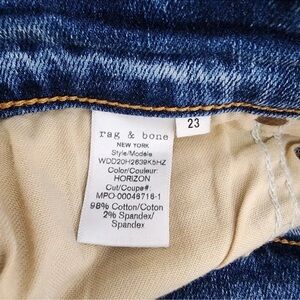 rag & bone
NEW YORK
Style/Modèle
WDD20H2639K5HZ
Color/Couleur:
HORIZON
Cut/Coupe#:
MPO-00046716-1
98% Cotton/Coton
2% Spandex/
Spandex
23